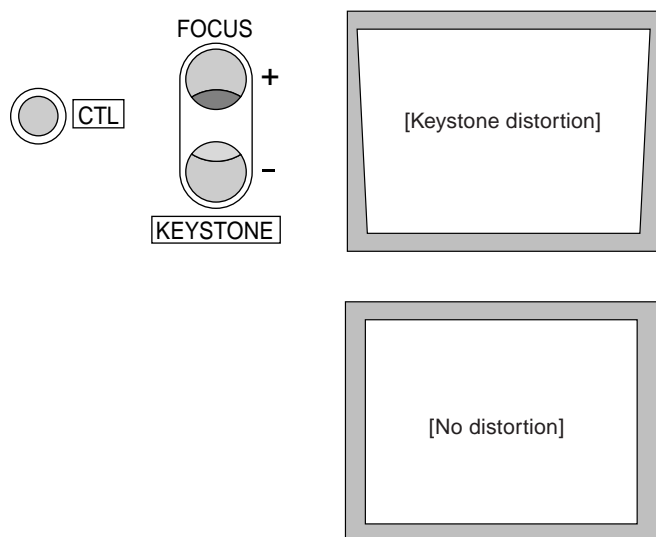 FOCUS
+
CTL
-
KEYSTONE
[Keystone distortion]
[No distortion]